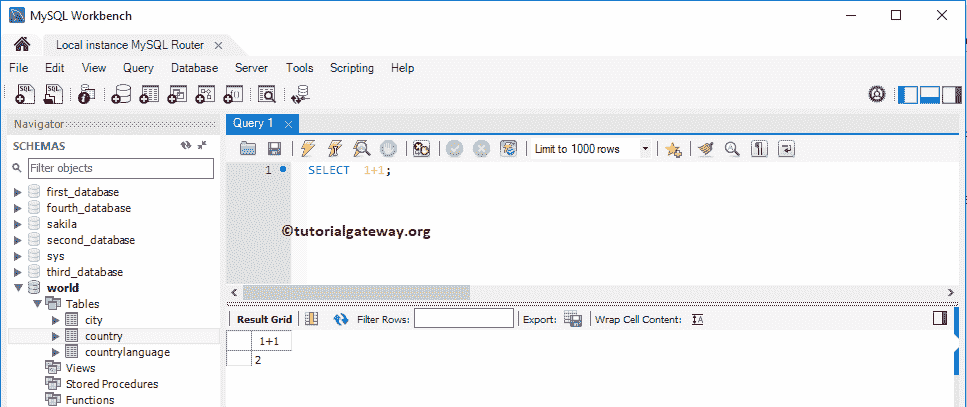 MySQL Workbench
Local instance MySQL Router
File Edit View Query Database Server Tools Scripting Help
Navigator
Query 1
SCHEMAS
Limit to 1000 rows
Filter objects
1 SELECT 1+1;
first_database
fourth_database
sakila
©tutorialgateway.org
second_database
sys
third_database
world
Tables
Result Grid Filter Rows: Export: Wrap Cell Content:
city
country
1+1
countrylanguage
2
Views
Stored Procedures
Functions